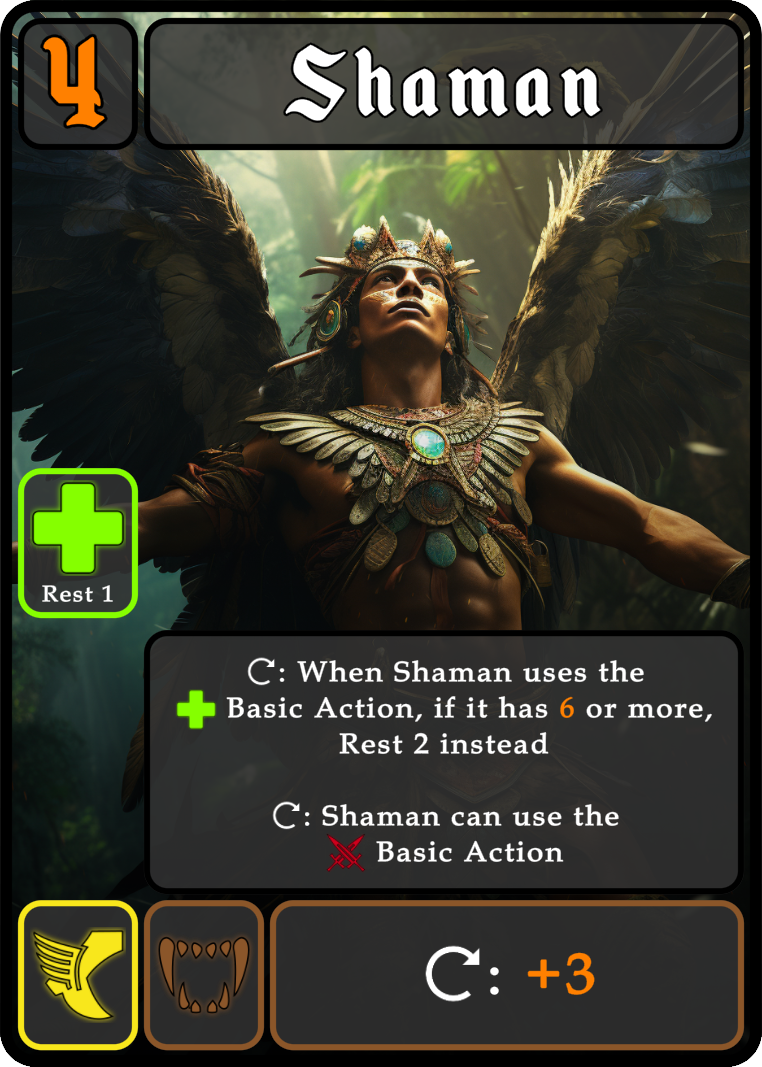 4
Shaman
Rest 1
: When Shaman uses the
Basic Action, if it has 6 or more,
Rest 2 instead
: Shaman can use the
Basic Action
: +3